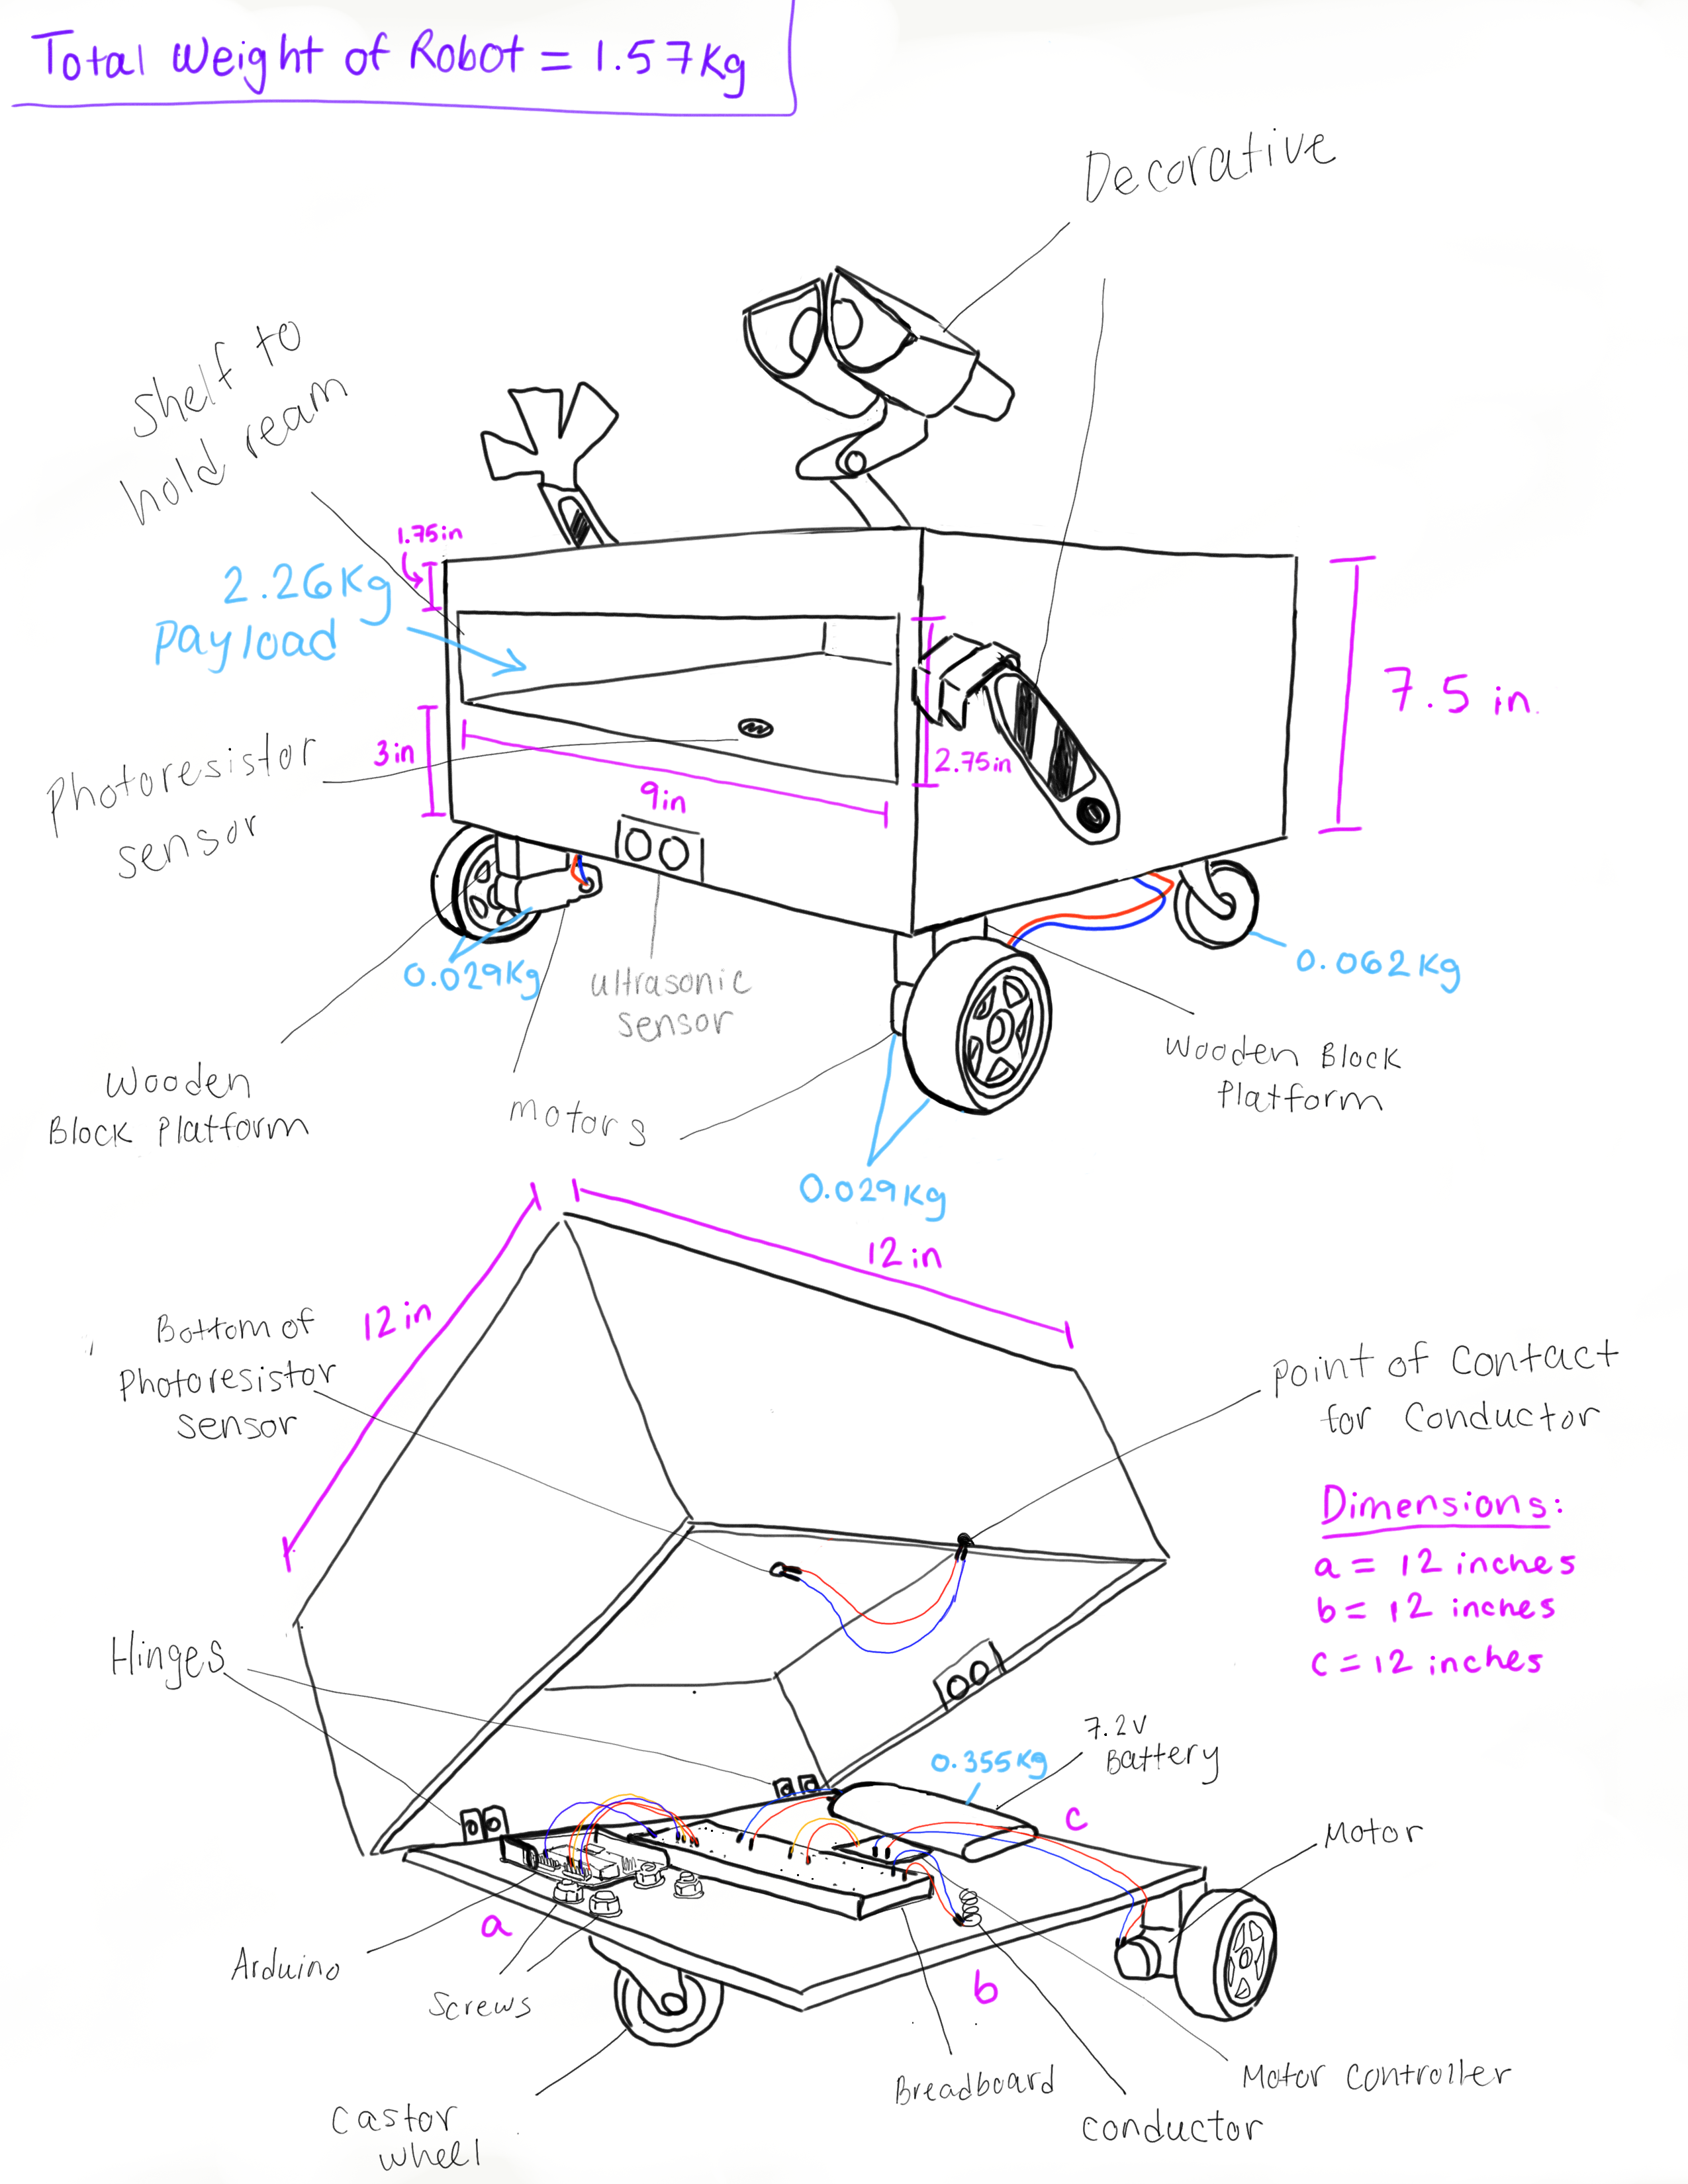 Total Weight of Robot = 1.57Kg
Decorative
Shelf to
hold ream
1.75in
2.26Kg
Payload
7.5 in.
3in
2.75in
Photoresistor
sensor
9in
0.029Kg
ultrasonic
sensor
0.062Kg
Wooden
Block Platform
motors
Wooden Block
Platform
0.029Kg
12in
12in
Bottom of
Photoresistor
sensor
Point of Contact
for Conductor
Dimensions:
a = 12 inches
b = 12 inches
c = 12 inches
Hinges
7.2V
Battery
0.355Kg
c
Motor
a
Arduino
Screws
b
Castor
wheel
Breadboard
Conductor
Motor Controller